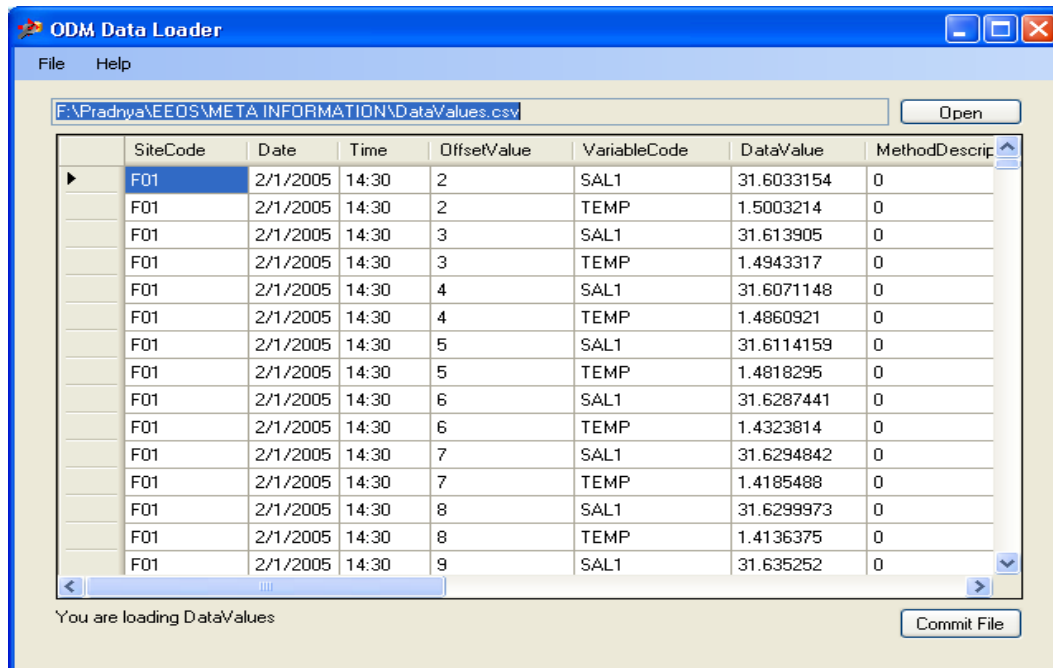 ODM Data Loader
File Help
F:\Pradnya\EEOS\META INFORMATION\DataValues.csv Open
SiteCode Date Time OffsetValue VariableCode DataValue MethodDescrip
F01 2/1/2005 14:30 2 SAL1 31.6033154 0
F01 2/1/2005 14:30 2 TEMP 1.5003214 0
F01 2/1/2005 14:30 3 SAL1 31.613905 0
F01 2/1/2005 14:30 3 TEMP 1.4943317 0
F01 2/1/2005 14:30 4 SAL1 31.6071148 0
F01 2/1/2005 14:30 4 TEMP 1.4860921 0
F01 2/1/2005 14:30 5 SAL1 31.6114159 0
F01 2/1/2005 14:30 5 TEMP 1.4818295 0
F01 2/1/2005 14:30 6 SAL1 31.6287441 0
F01 2/1/2005 14:30 6 TEMP 1.4323814 0
F01 2/1/2005 14:30 7 SAL1 31.6294842 0
F01 2/1/2005 14:30 7 TEMP 1.4185488 0
F01 2/1/2005 14:30 8 SAL1 31.6299973 0
F01 2/1/2005 14:30 8 TEMP 1.4136375 0
F01 2/1/2005 14:30 9 SAL1 31.635252 0
You are loading DataValues Commit File